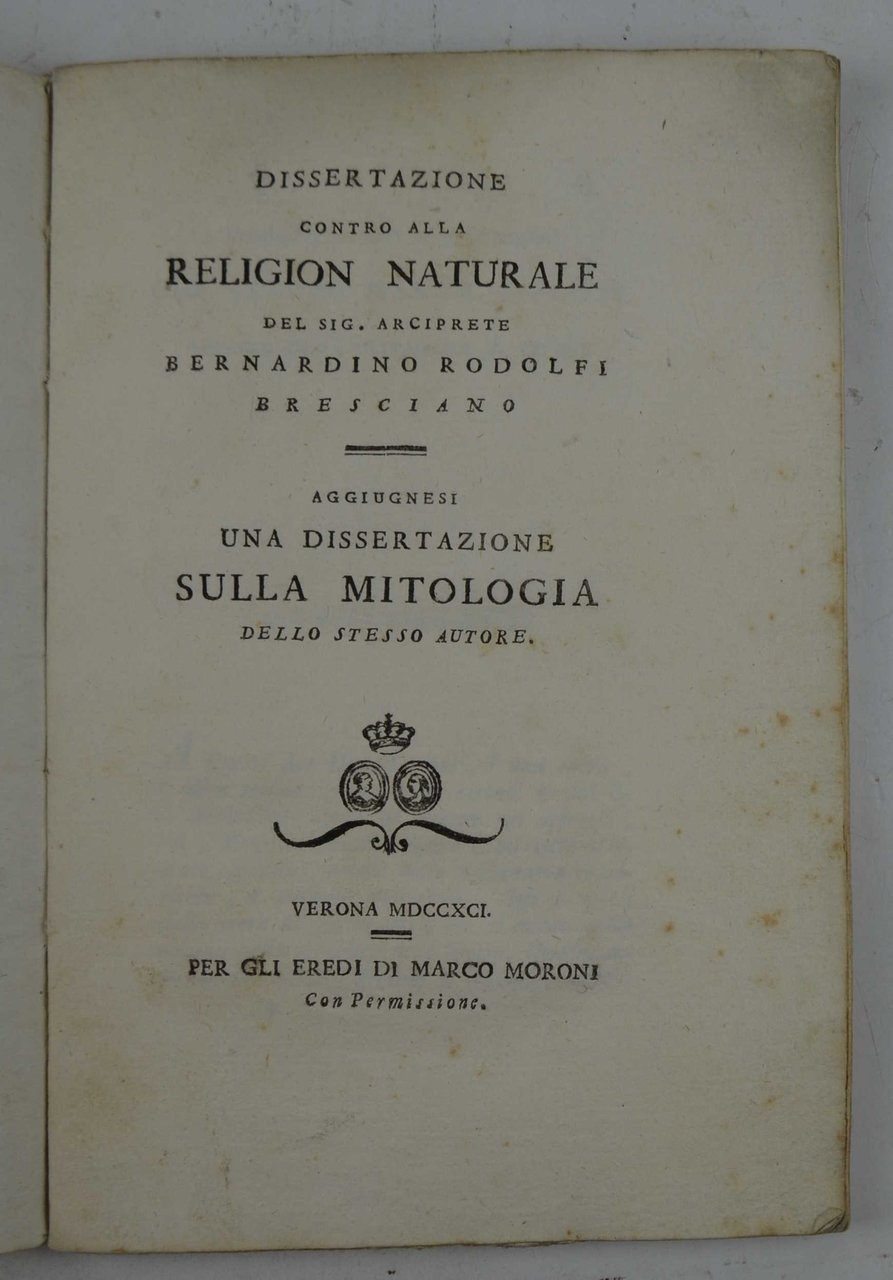 DISSERTAZIONE
CONTRO ALLA
RELIGION NATURALE
DEL SIG. ARCIPRETE
BERNARDINO RODOLFI
BRESCIANO
AGGIUGNESI
UNA DISSERTAZIONE
SULLA MITOLOGIA
DELLO STESSO AUTORE.
VERONA MDCCXCI.
PER GLI EREDI DI MARCO MORONI
Con Permissione.